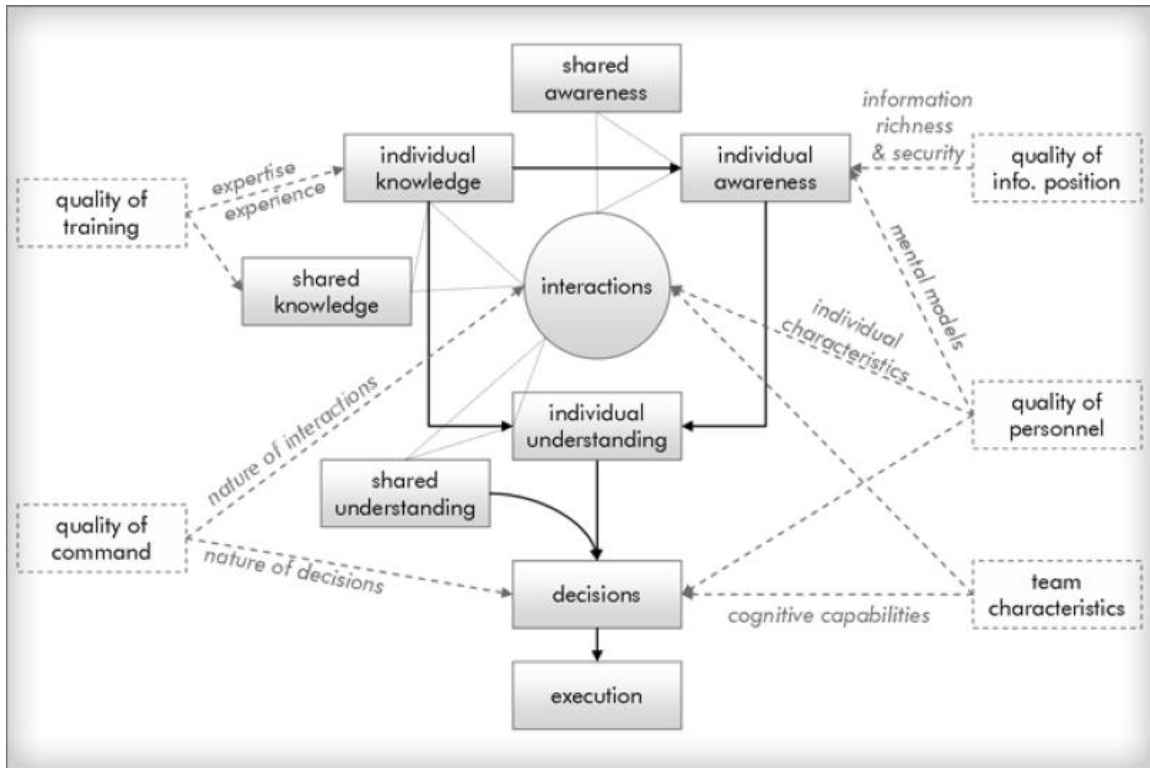 shared
awareness
information
richness
& security
individual
knowledge
individual
awareness
quality of
info. position
expertise
experience
quality of
training
mental models
shared
knowledge
interactions
individual
characteristics
nature of interactions
individual
understanding
quality of
personnel
shared
understanding
quality of
command
nature of decisions
decisions
team
characteristics
cognitive capabilities
execution